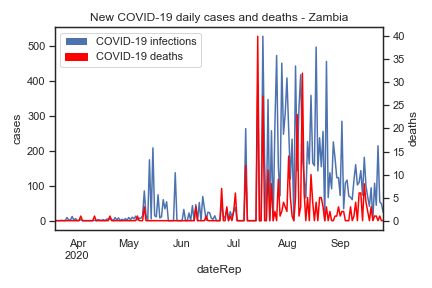 New COVID-19 daily cases and deaths - Zambia
COVID-19 infections
COVID-19 deaths
500
400
300
200
100
0
cases
40
35
30
25
20
15
10
5
0
deaths
Apr
2020
May
Jun
Jul
Aug
Sep
dateRep